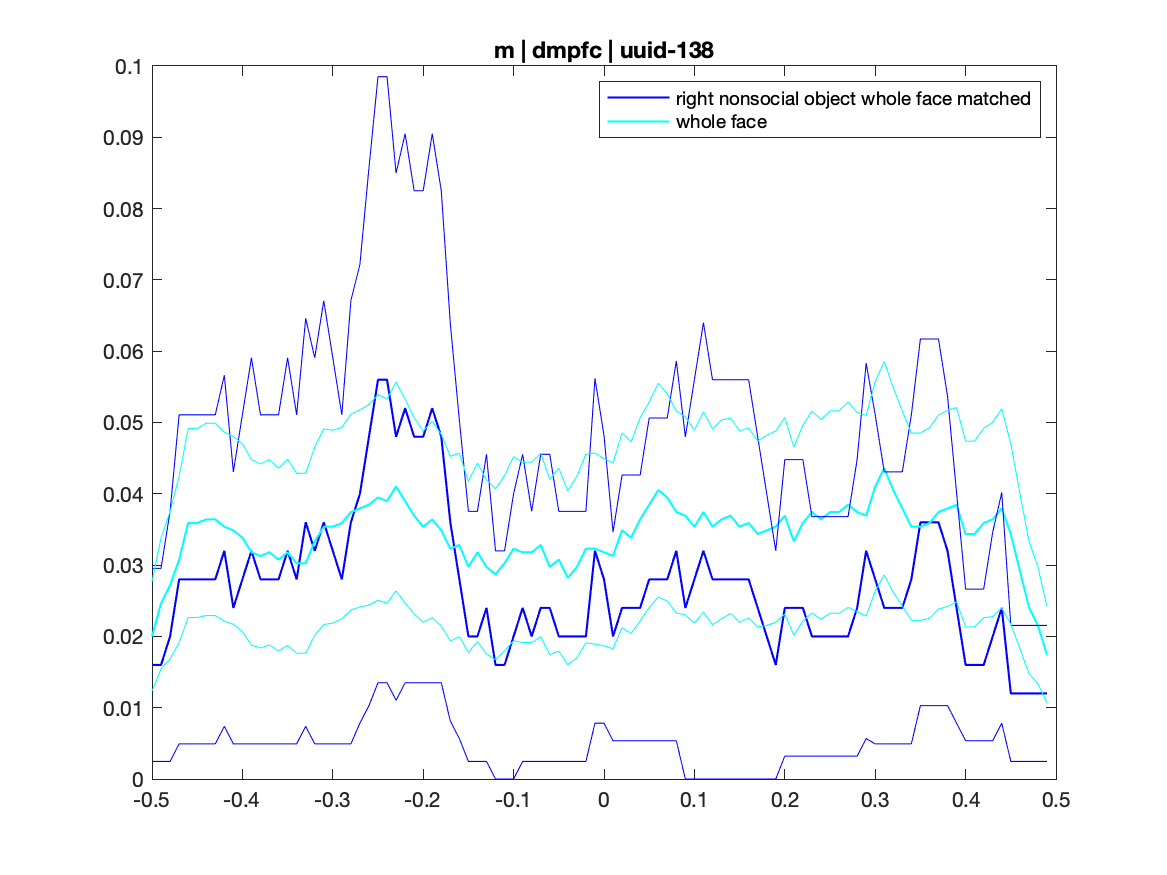 m | dmpfc | uuid-138
right nonsocial object whole face matched
whole face
0.1
0.09
0.08
0.07
0.06
0.05
0.04
0.03
0.02
0.01
0
-0.5 -0.4 -0.3 -0.2 -0.1 0 0.1 0.2 0.3 0.4 0.5